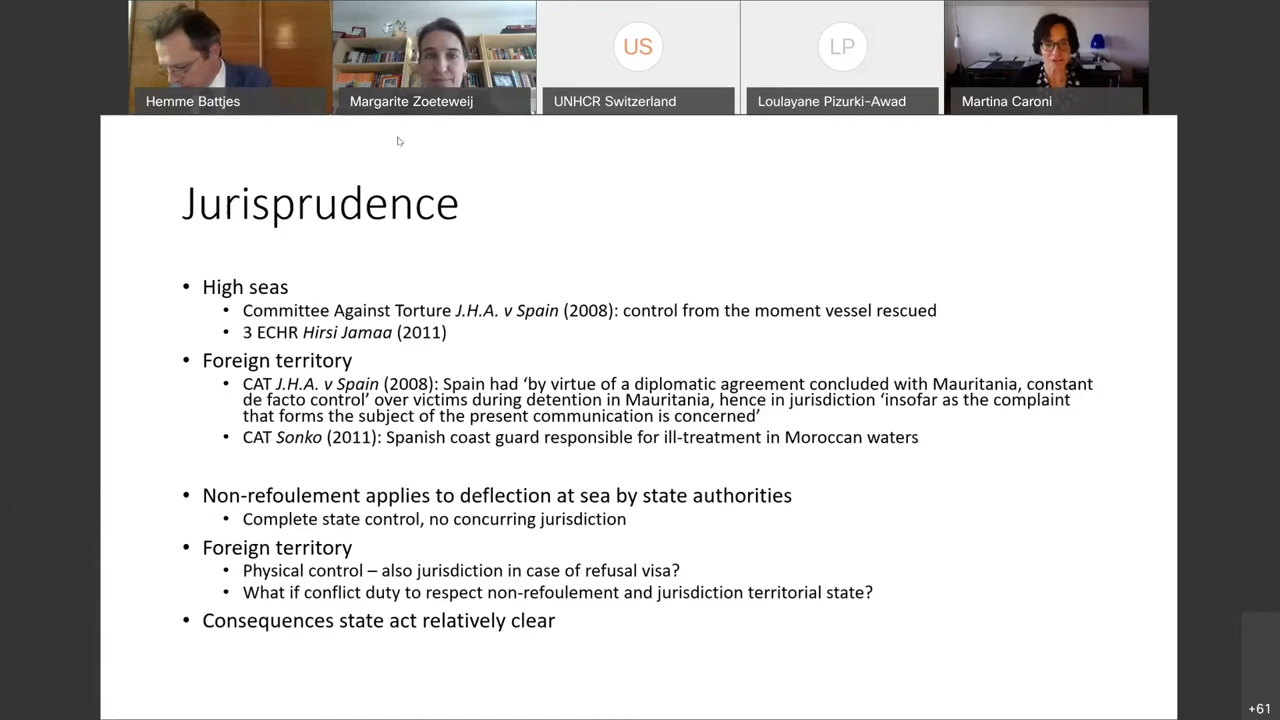 US
LP
Hemme Battjes
Margarite Zoeteweij
UNHCR Switzerland
Loulayane Pizurki-Awad
Martina Caroni
Jurisprudence
• High seas
• Committee Against Torture J.H.A. v Spain (2008): control from the moment vessel rescued
• 3 ECHR Hirsi Jamaa (2011)
• Foreign territory
• CAT J.H.A. v Spain (2008): Spain had ‘by virtue of a diplomatic agreement concluded with Mauritania, constant
de facto control’ over victims during detention in Mauritania, hence in jurisdiction ‘insofar as the complaint
that forms the subject of the present communication is concerned’
• CAT Sonko (2011): Spanish coast guard responsible for ill-treatment in Moroccan waters
• Non-refoulement applies to deflection at sea by state authorities
• Complete state control, no concurring jurisdiction
• Foreign territory
• Physical control – also jurisdiction in case of refusal visa?
• What if conflict duty to respect non-refoulement and jurisdiction territorial state?
• Consequences state act relatively clear
+61